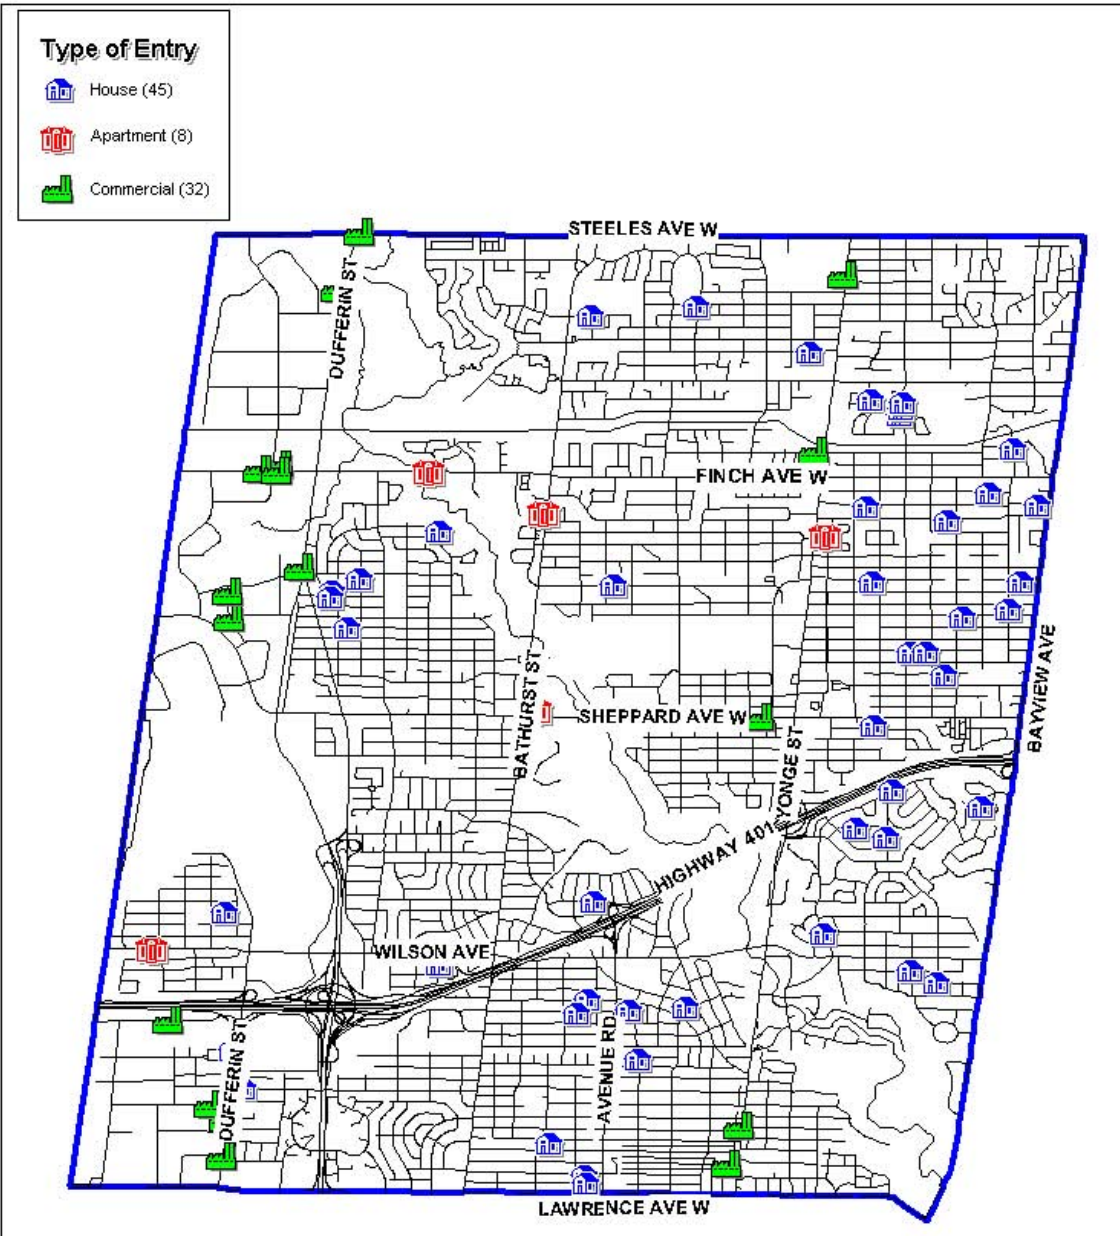 Type of Entry
House (45)
Apartment (8)
Commercial (32)
STEELES AVE W
DUFFERIN ST
FINCH AVE W
BATHURST ST
SHEPPARD AVE W
YONGE ST
BAYVIEW AVE
HIGHWAY 401
WILSON AVE
AVENUE RD
DUFFERIN ST
LAWRENCE AVE W